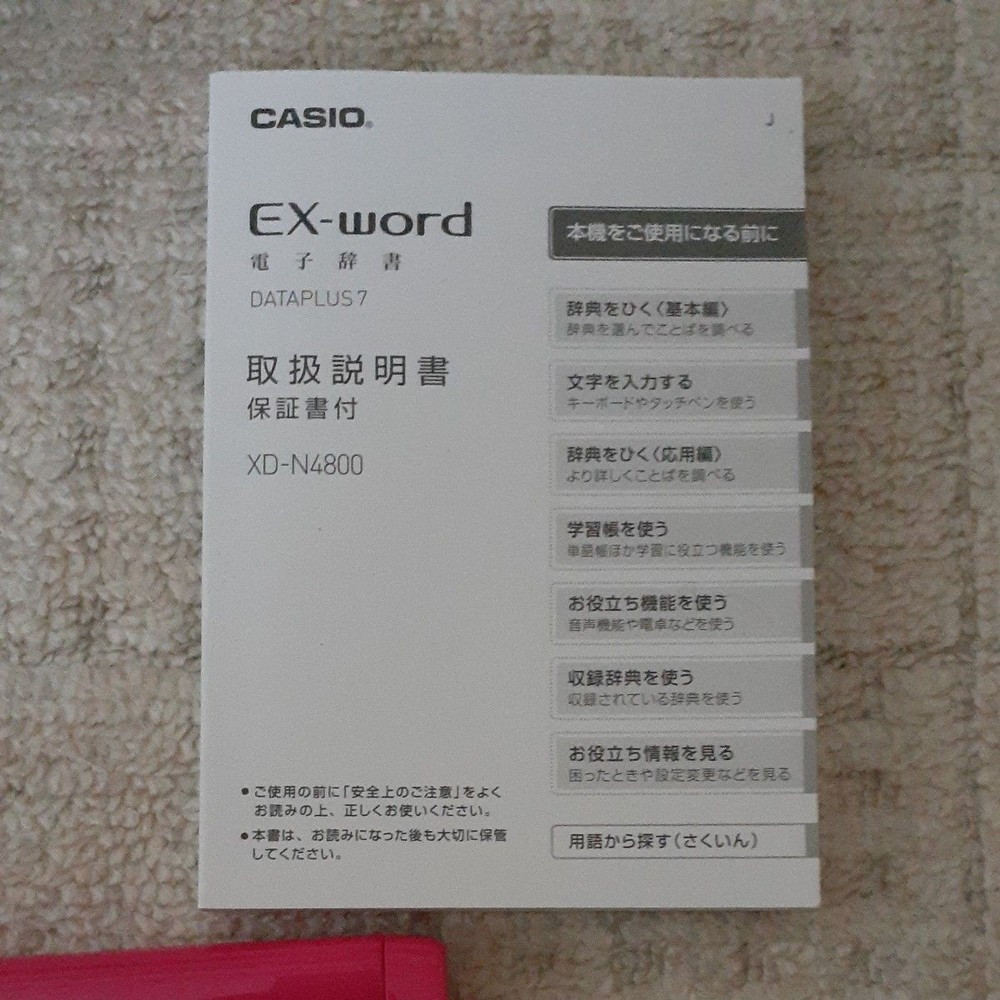 CASIO®
J
EX-word
電子辞書
DATAPLUS 7
取扱説明書
保証書付
XD-N4800
本機をご使用になる前に
辞典をひく〈基本編〉
辞典を選んでことばを調べる
文字を入力する
キーボードやタッチペンを使う
辞典をひく〈応用編〉
より詳しくことばを調べる
学習帳を使う
単語帳ほか学習に役立つ機能を使う
お役立ち機能を使う
音声機能や電卓などを使う
収録辞典を使う
収録されている辞典を使う
お役立ち情報を見る
困ったときや設定変更などを見る
用語から探す(さくいん)
●ご使用の前に「安全上のご注意」をよく
お読みの上、正しくお使いください。
●本書は、お読みになった後も大切に保管
してください。